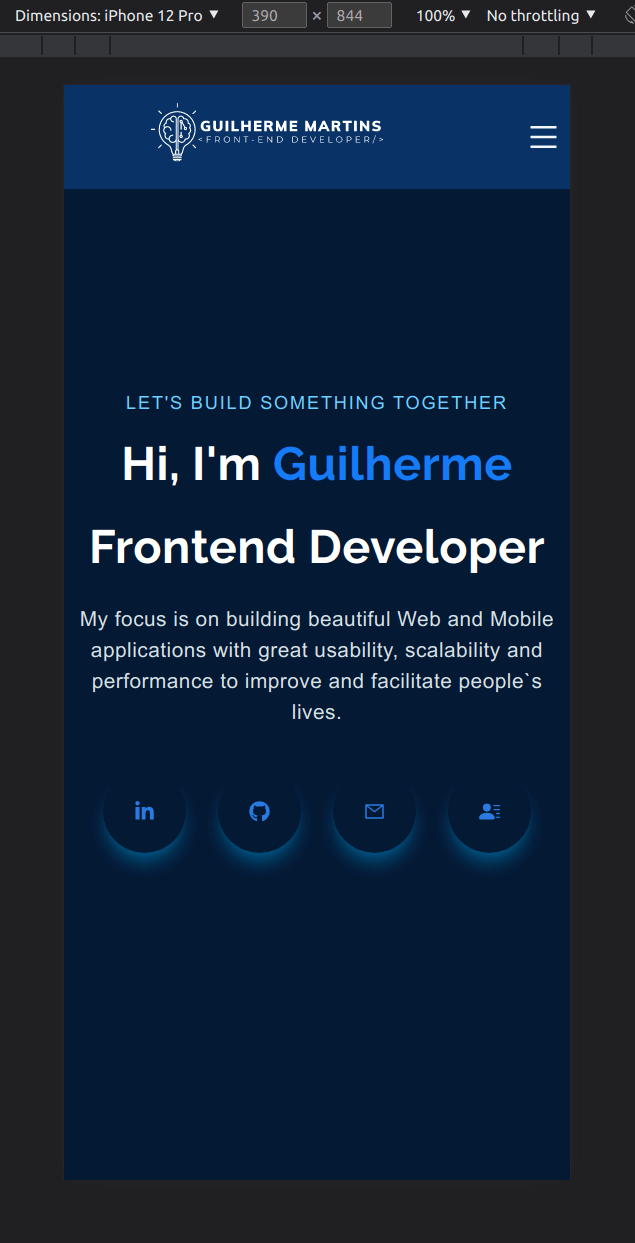 Dimensions: iPhone 12 Pro ▼ 390 × 844 100% ▼ No throttling ▼
GUILHERME MARTINS
<FRONT-END DEVELOPER/>
LET'S BUILD SOMETHING TOGETHER
Hi, I'm Guilherme
Frontend Developer
My focus is on building beautiful Web and Mobile
applications with great usability, scalability and
performance to improve and facilitate people`s
lives.
in